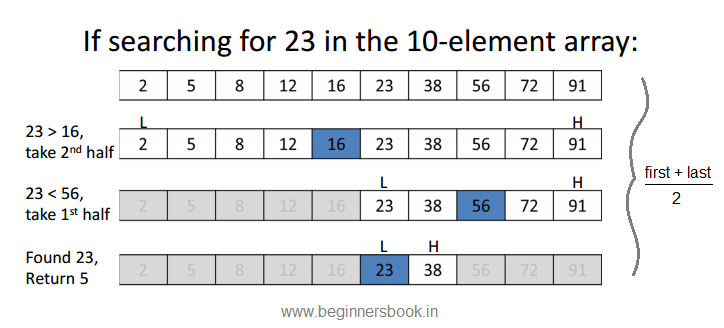 If searching for 23 in the 10-element array:
2 5 8 12 16 23 38 56 72 91
L H
23 > 16,
take 2nd half
2 5 8 12 16 23 38 56 72 91
L H
23 < 56,
take 1st half
2 5 8 12 16 23 38 56 72 91
L H
Found 23,
Return 5
2 5 8 12 16 23 38 56 72 91
first + last
2
www.beginnersbook.in